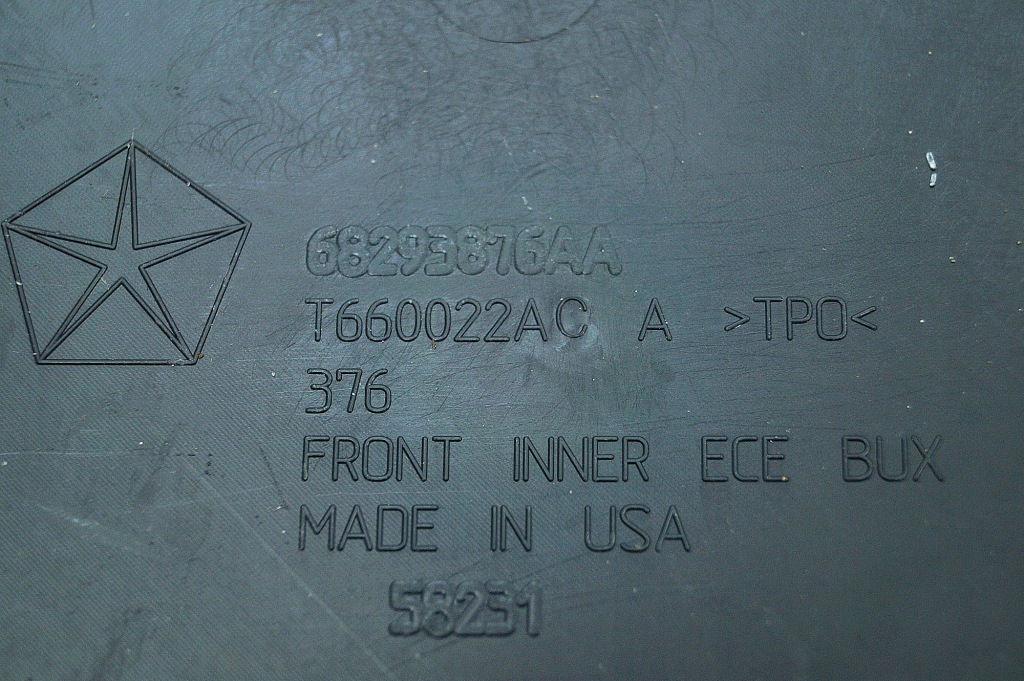 68293876AA
T660022AC A >TPO<
376
FRONT INNER ECE BUX
MADE IN USA
58231